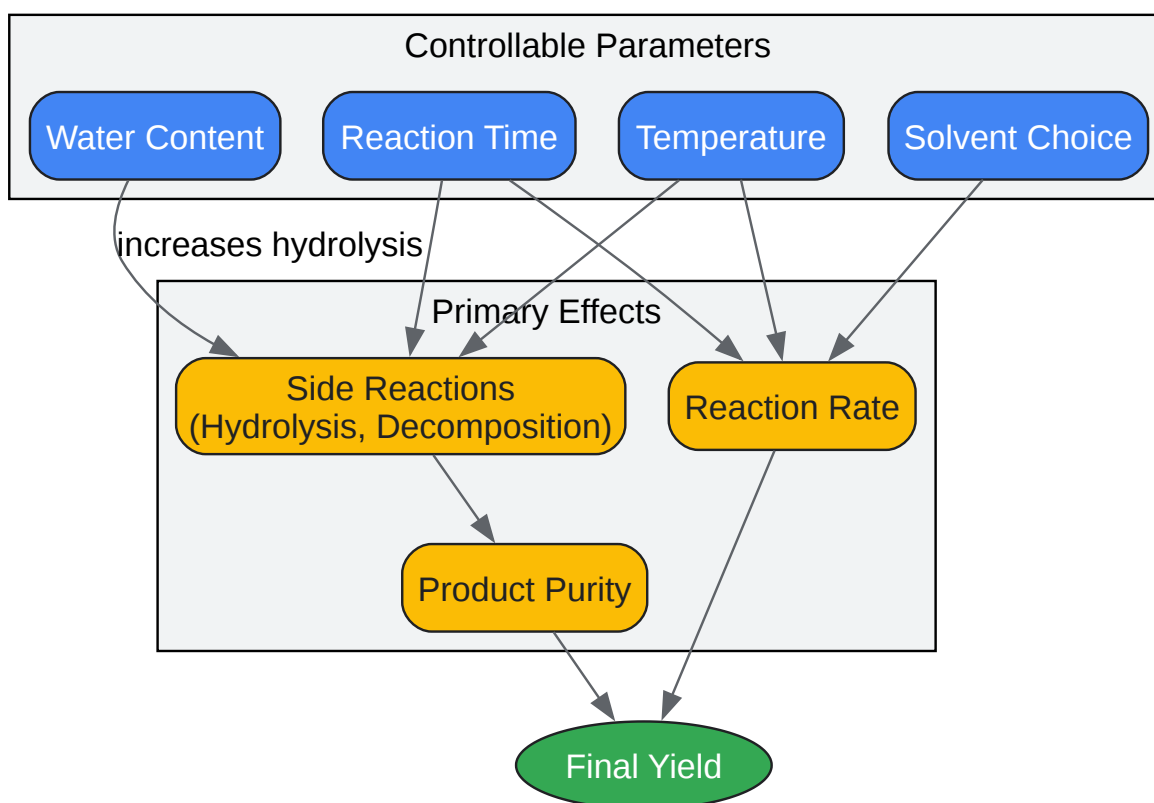 Controllable Parameters
Water Content
Reaction Time
Temperature
Solvent Choice
increases hydrolysis
Primary Effects
Side Reactions
(Hydrolysis, Decomposition)
Reaction Rate
Product Purity
Final Yield